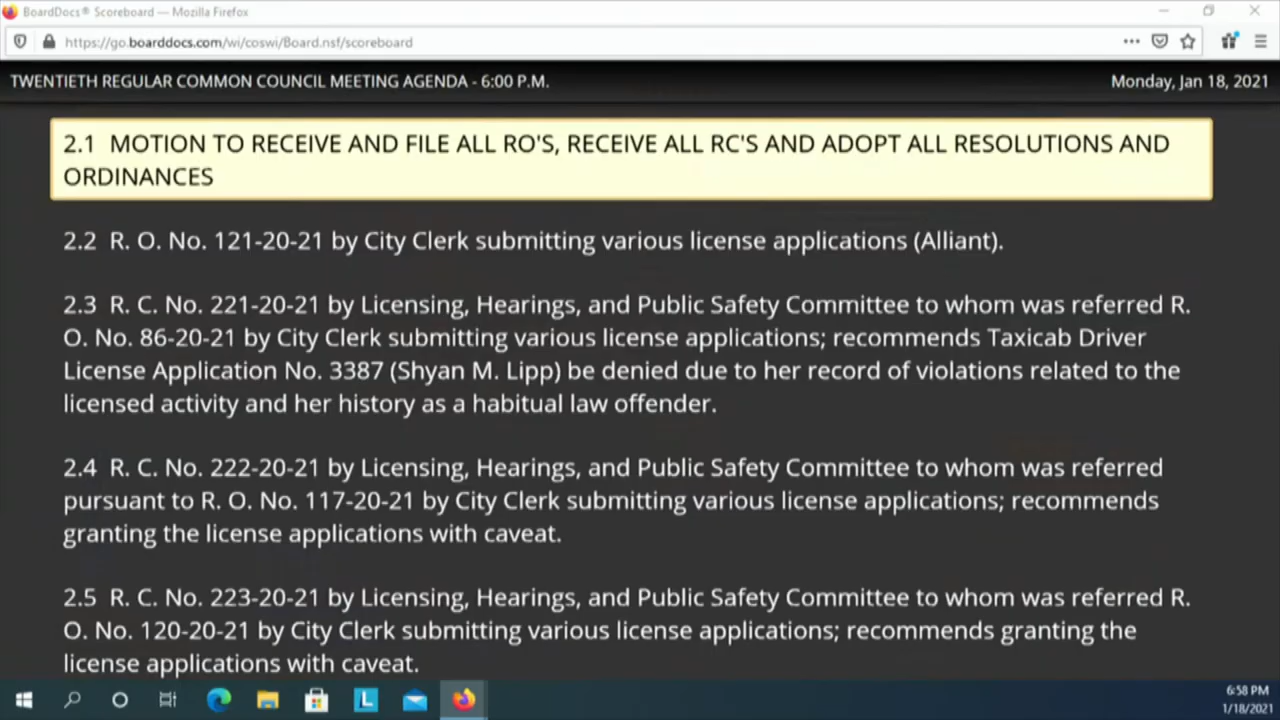 BoardDocs® Scoreboard — Mozilla Firefox
https://go.boarddocs.com/wi/coswi/Board.nsf/scoreboard
TWENTIETH REGULAR COMMON COUNCIL MEETING AGENDA - 6:00 P.M.
Monday, Jan 18, 2021
2.1 MOTION TO RECEIVE AND FILE ALL RO'S, RECEIVE ALL RC'S AND ADOPT ALL RESOLUTIONS AND
ORDINANCES
2.2 R. O. No. 121-20-21 by City Clerk submitting various license applications (Alliant).
2.3 R. C. No. 221-20-21 by Licensing, Hearings, and Public Safety Committee to whom was referred R.
O. No. 86-20-21 by City Clerk submitting various license applications; recommends Taxicab Driver
License Application No. 3387 (Shyan M. Lipp) be denied due to her record of violations related to the
licensed activity and her history as a habitual law offender.
2.4 R. C. No. 222-20-21 by Licensing, Hearings, and Public Safety Committee to whom was referred
pursuant to R. O. No. 117-20-21 by City Clerk submitting various license applications; recommends
granting the license applications with caveat.
2.5 R. C. No. 223-20-21 by Licensing, Hearings, and Public Safety Committee to whom was referred R.
O. No. 120-20-21 by City Clerk submitting various license applications; recommends granting the
license applications with caveat.
L
6:58 PM
1/18/2021